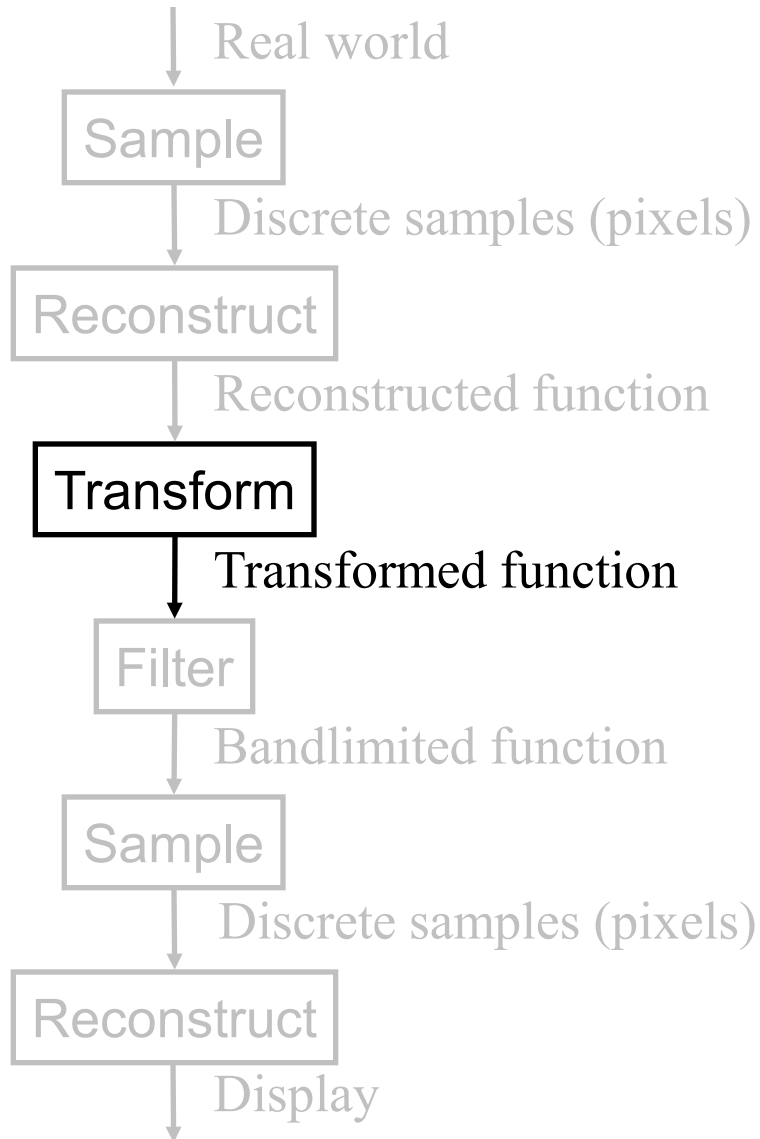 Real world
Sample
Discrete samples (pixels)
Reconstruct
Reconstructed function
Transform
Transformed function
Filter
Bandlimited function
Sample
Discrete samples (pixels)
Reconstruct
Display